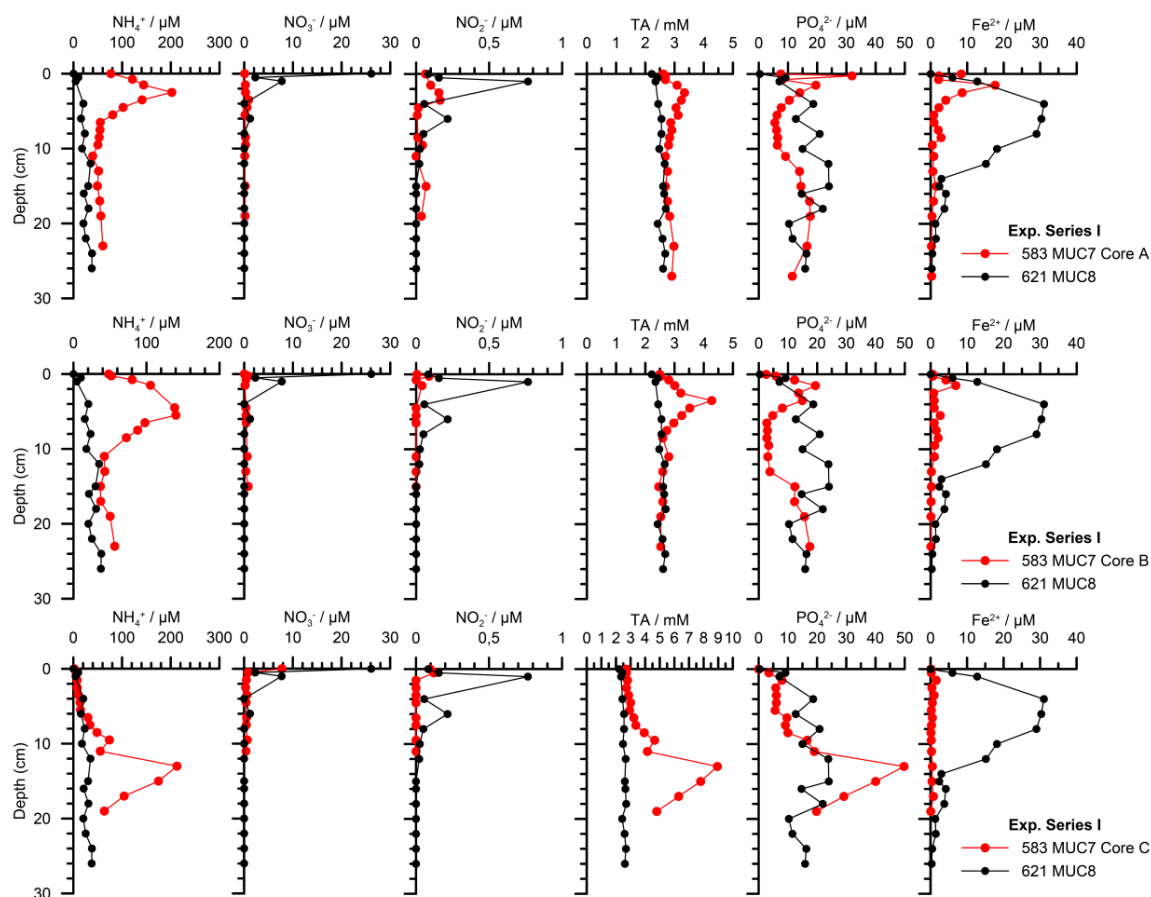 NH₄⁺ / µM NO₃⁻ / µM NO₂⁻ / µM TA / mM PO₄²⁻ / µM Fe²⁺ / µM
0 100 200 300 0 10 20 30 0 0,5 1 0 1 2 3 4 5 0 10 20 30 40 50 0 10 20 30 40
0
10
20
30
Depth (cm)
Exp. Series I
583 MUC7 Core A
621 MUC8
NH₄⁺ / µM NO₃⁻ / µM NO₂⁻ / µM TA / mM PO₄²⁻ / µM Fe²⁺ / µM
0 100 200 0 10 20 30 0 0,5 1 0 1 2 3 4 5 0 10 20 30 40 50 0 10 20 30 40
0
10
20
30
Depth (cm)
Exp. Series I
583 MUC7 Core B
621 MUC8
NH₄⁺ / µM NO₃⁻ / µM NO₂⁻ / µM TA / mM PO₄²⁻ / µM Fe²⁺ / µM
0 100 200 300 0 10 20 30 0 0,5 1 0 1 2 3 4 5 6 7 8 9 10 0 10 20 30 40 50 0 10 20 30 40
0
10
20
30
Depth (cm)
Exp. Series I
583 MUC7 Core C
621 MUC8